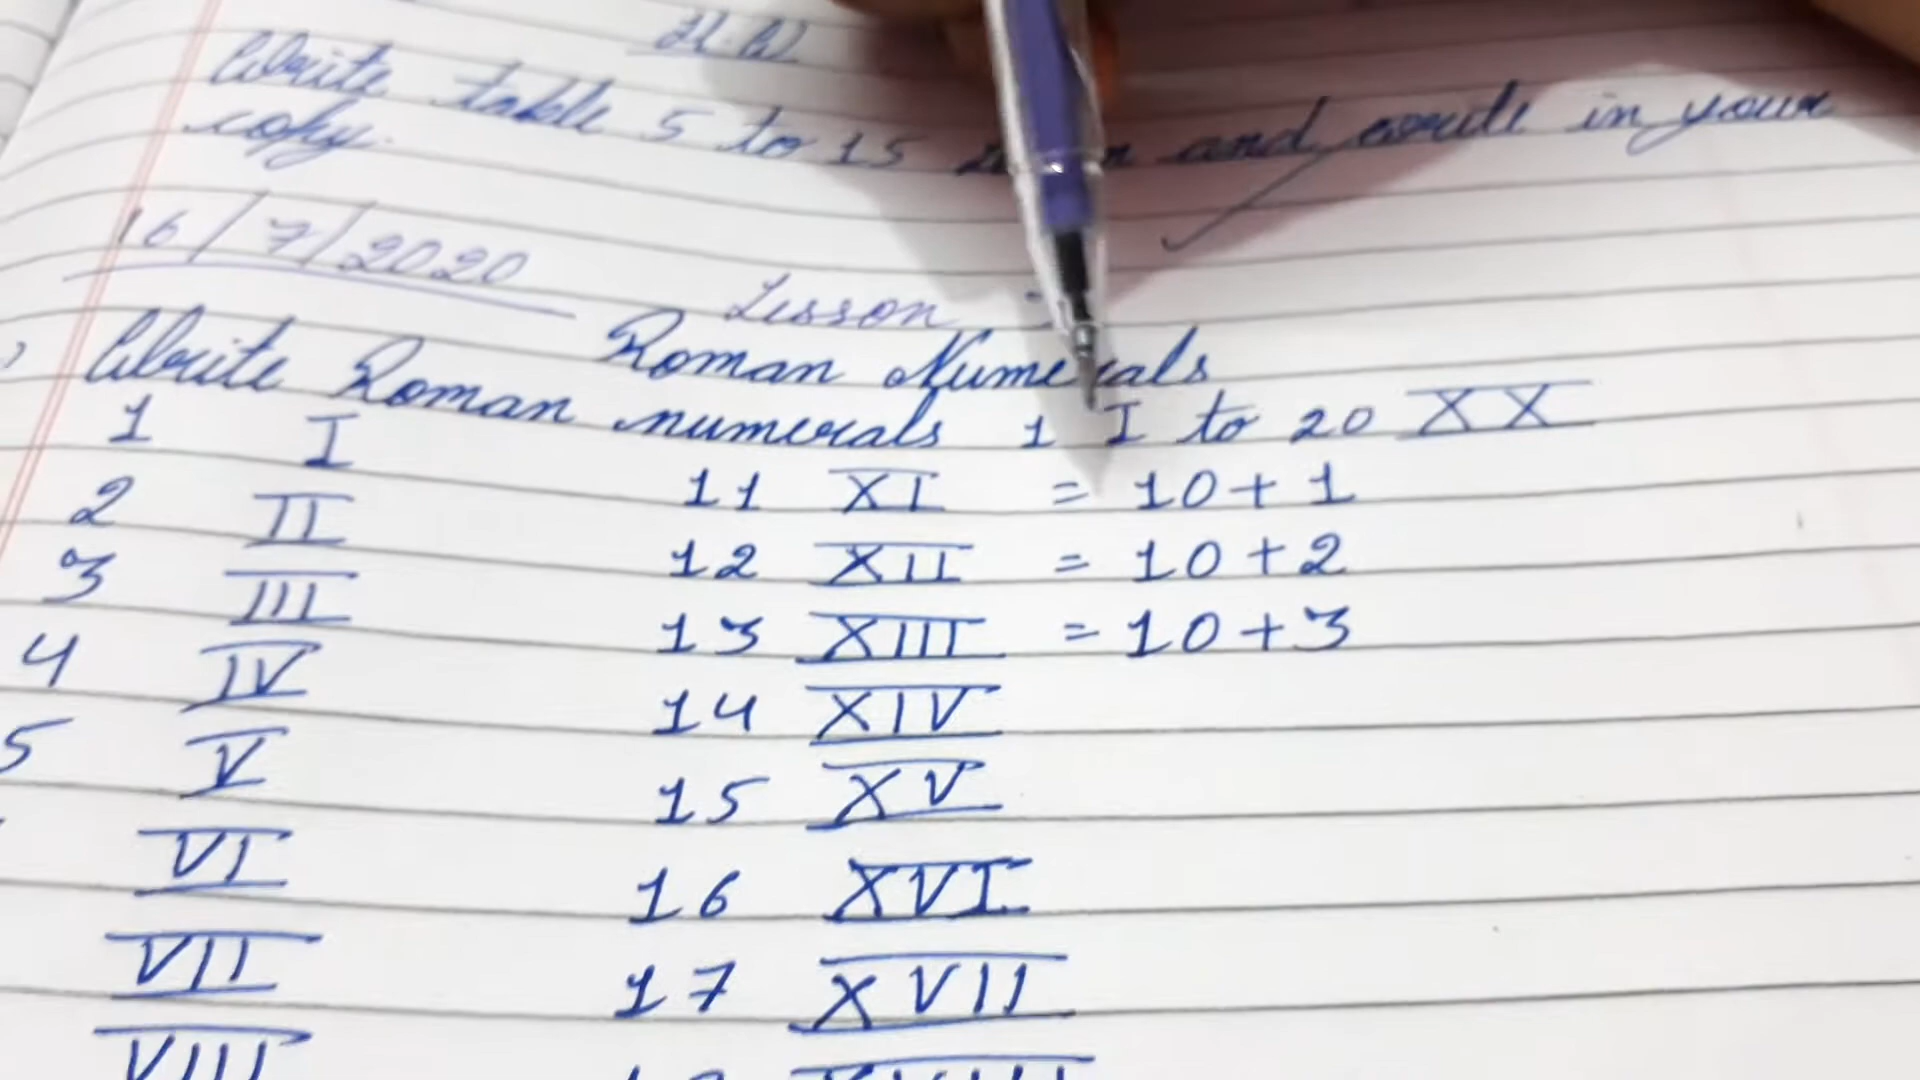 H.W
Write table 5 to 15 and in your
copy.
16/7/2020
Lesson
Roman Numerals
Write Roman numerals 1 I to 20 XX
1 I
2 II
3 III
4 IV
5 V
VI
VII
VIII
11 XI = 10+1
12 XII = 10+2
13 XIII = 10+3
14 XIV
15 XV
16 XVI
17 XVII
XVIII